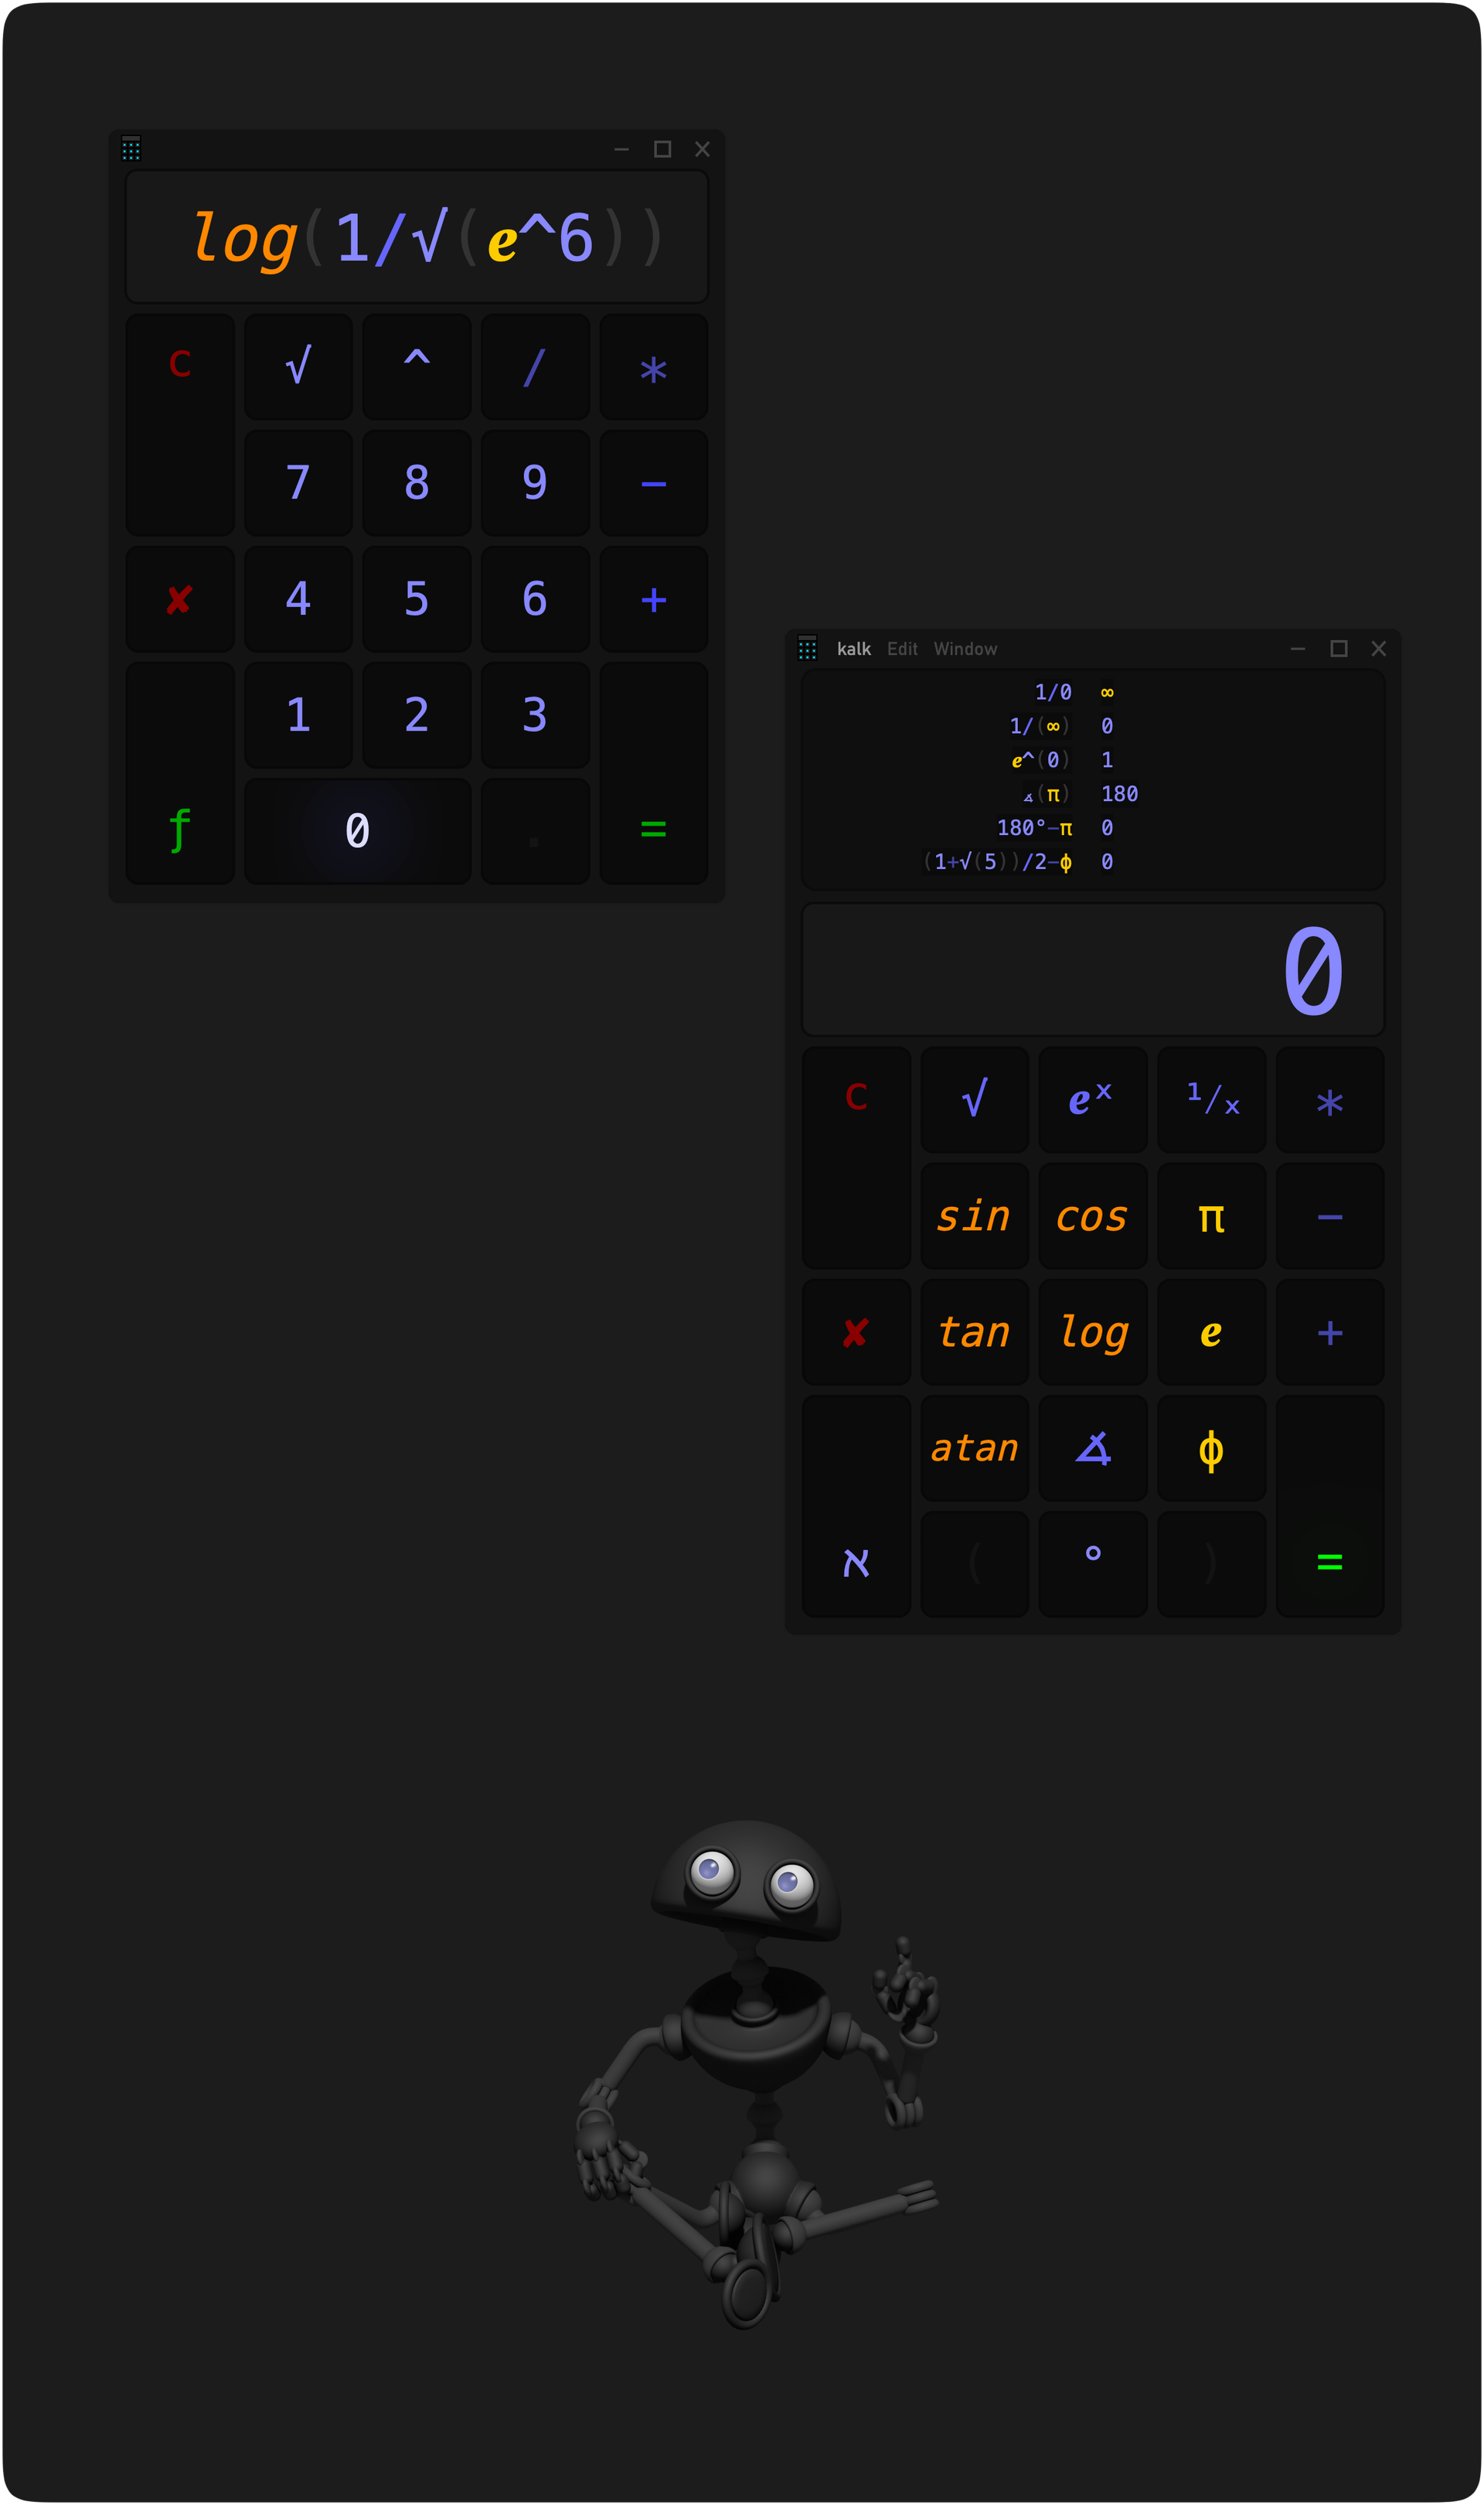 log(1/√(e^6))
C √ ^ / *
7 8 9 −
✘ 4 5 6 +
1 2 3
ƒ 0 . =
kalk Edit Window
1/0 ∞
1/(∞) 0
e^(0) 1
∡(π) 180
180°−π 0
(1+√(5))/2−ϕ 0
0
C √ eˣ ¹/ₓ *
sin cos π −
✘ tan log e +
atan ∡ ϕ
ℵ ( ° ) =